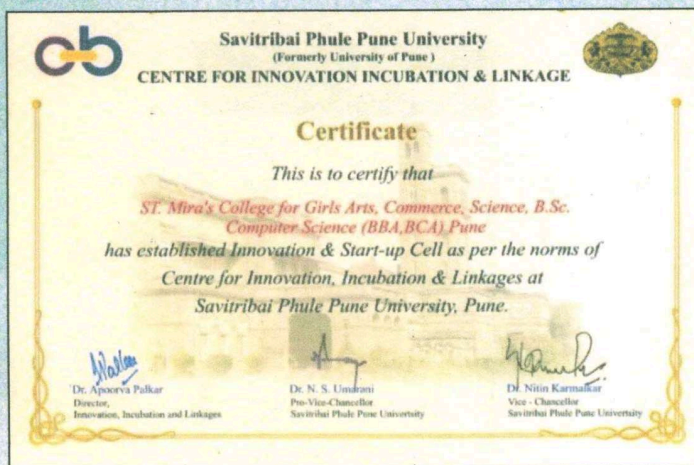 Savitribai Phule Pune University
(Formerly University of Pune )
CENTRE FOR INNOVATION INCUBATION & LINKAGE
Certificate
This is to certify that
ST. Mira's College for Girls Arts, Commerce, Science, B.Sc.
Computer Science (BBA,BCA) Pune
has established Innovation & Start-up Cell as per the norms of
Centre for Innovation, Incubation & Linkages at
Savitribai Phule Pune University, Pune.
Dr. Apoorva Palkar
Director,
Innovation, Incubation and Linkages
Dr. N. S. Umarani
Pro-Vice-Chancellor
Savitribai Phule Pune Univertsity
Dr. Nitin Karmalkar
Vice - Chancellor
Savitribai Phule Pune Univertsity